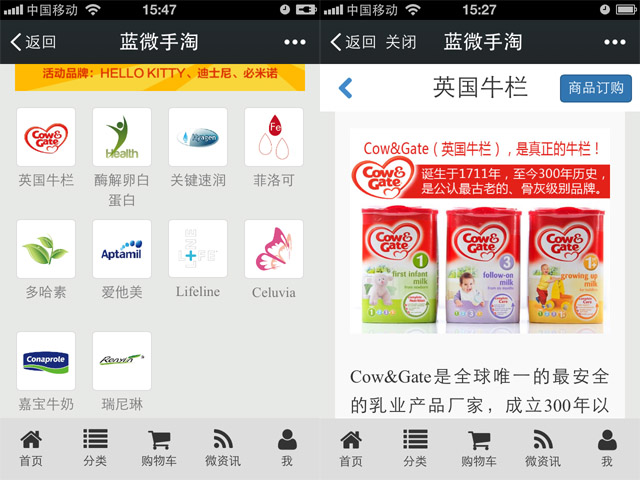 中国移动 15:47
返回 蓝微手淘
活动品牌：HELLO KITTY、迪士尼、必米诺
Cow & Gate
Health
Huagen
Fe
英国牛栏 酶解卵白蛋白 关键速润 菲洛可
Aptamil
LIFE
多哈素 爱他美 Lifeline Celuvia
Conaprole
Renyin
嘉宝牛奶 瑞尼琳
首页 分类 购物车 微资讯 我
中国移动 15:27
返回 关闭 蓝微手淘
英国牛栏 商品订购
Cow&Gate（英国牛栏），是真正的牛栏！
Cow & Gate
诞生于1711年，至今300年历史，
是公认最古老的、骨灰级别品牌。
Cow & Gate 1 first infant milk
Cow & Gate 3 follow-on milk
Cow & Gate 1+ growing up milk
Cow&Gate是全球唯一的最安全
的乳业产品厂家，成立300年以
首页 分类 购物车 微资讯 我